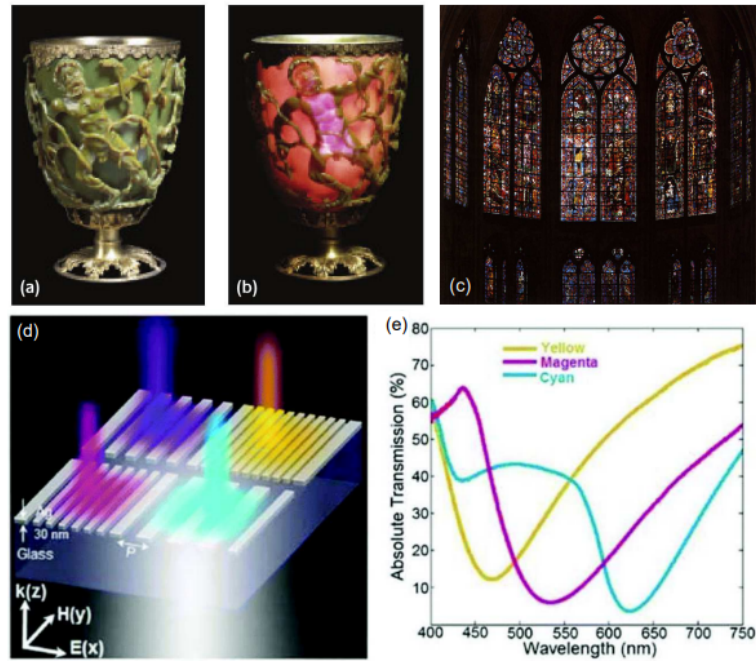 (a)
(b)
(c)
(d)
Ag
30 nm
Glass
P
k(z)
H(y)
E(x)
(e)
80
70
60
50
40
30
20
10
Absolute Transmission (%)
Yellow
Magenta
Cyan
400 450 500 550 600 650 700 750
Wavelength (nm)